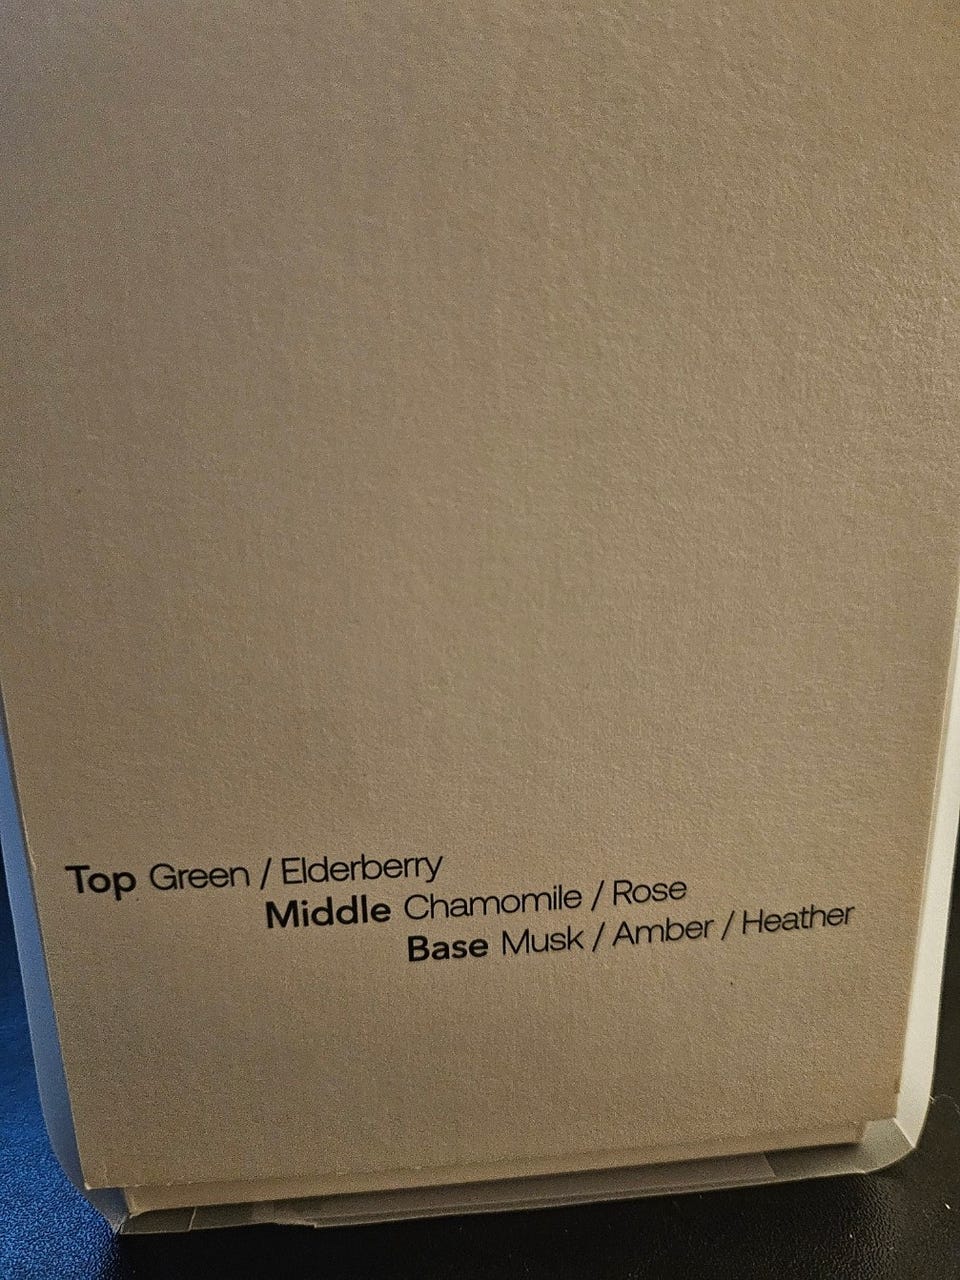 Top Green / Elderberry
Middle Chamomile / Rose
Base Musk / Amber / Heather